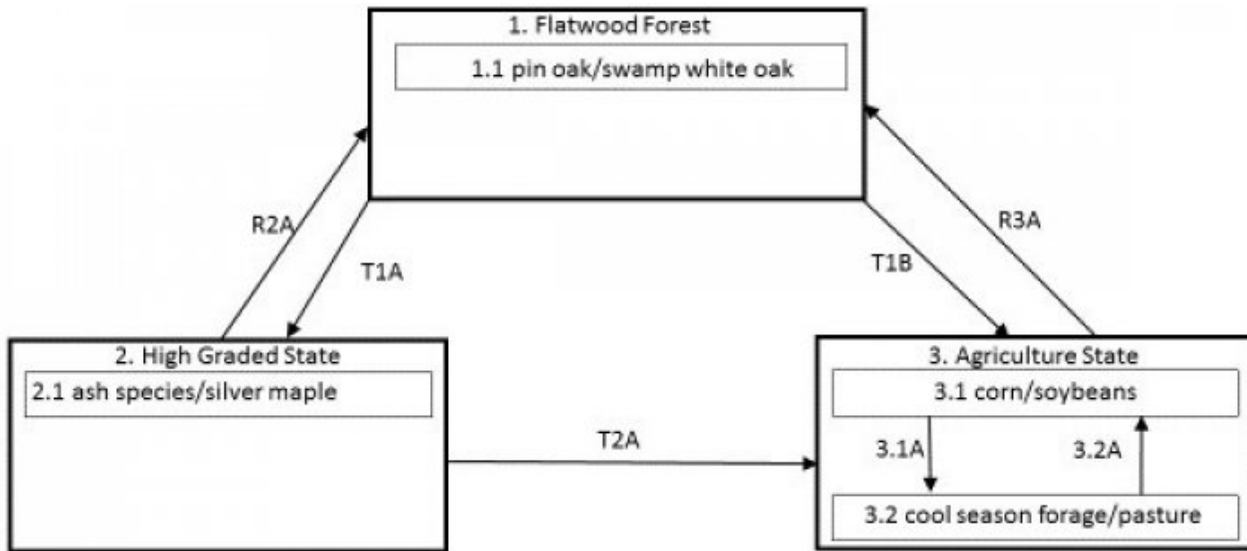 1. Flatwood Forest
1.1 pin oak/swamp white oak
R2A
T1A
T1B
R3A
2. High Graded State
2.1 ash species/silver maple
T2A
3. Agriculture State
3.1 corn/soybeans
3.1A
3.2A
3.2 cool season forage/pasture